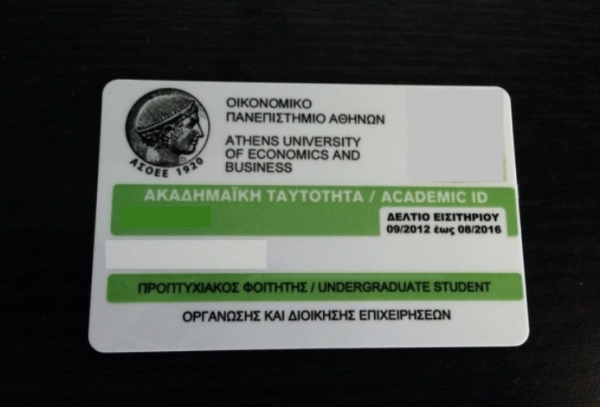 ΟΙΚΟΝΟΜΙΚΟ
ΠΑΝΕΠΙΣΤΗΜΙΟ ΑΘΗΝΩΝ
ATHENS UNIVERSITY
OF ECONOMICS AND
BUSINESS
ΑΣΟΕΕ 1920
ΑΚΑΔΗΜΑΪΚΗ ΤΑΥΤΟΤΗΤΑ / ACADEMIC ID
ΔΕΛΤΙΟ ΕΙΣΙΤΗΡΙΟΥ
09/2012 έως 08/2016
ΠΡΟΠΤΥΧΙΑΚΟΣ ΦΟΙΤΗΤΗΣ / UNDERGRADUATE STUDENT
ΟΡΓΑΝΩΣΗΣ ΚΑΙ ΔΙΟΙΚΗΣΗΣ ΕΠΙΧΕΙΡΗΣΕΩΝ